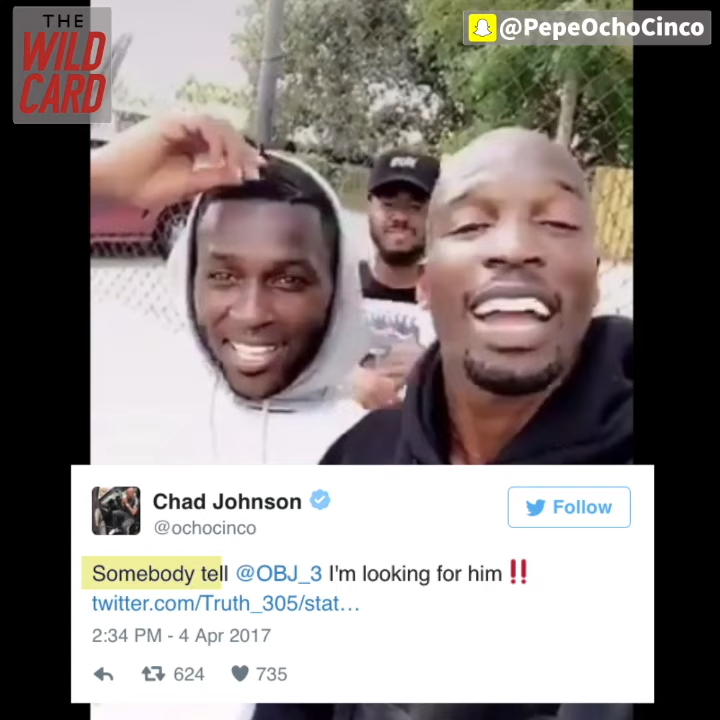 THE
WILD
CARD
@PepeOchoCinco
Chad Johnson
@ochocinco
Follow
Somebody tell @OBJ_3 I'm looking for him ‼
twitter.com/Truth_305/stat…
2:34 PM - 4 Apr 2017
624 735